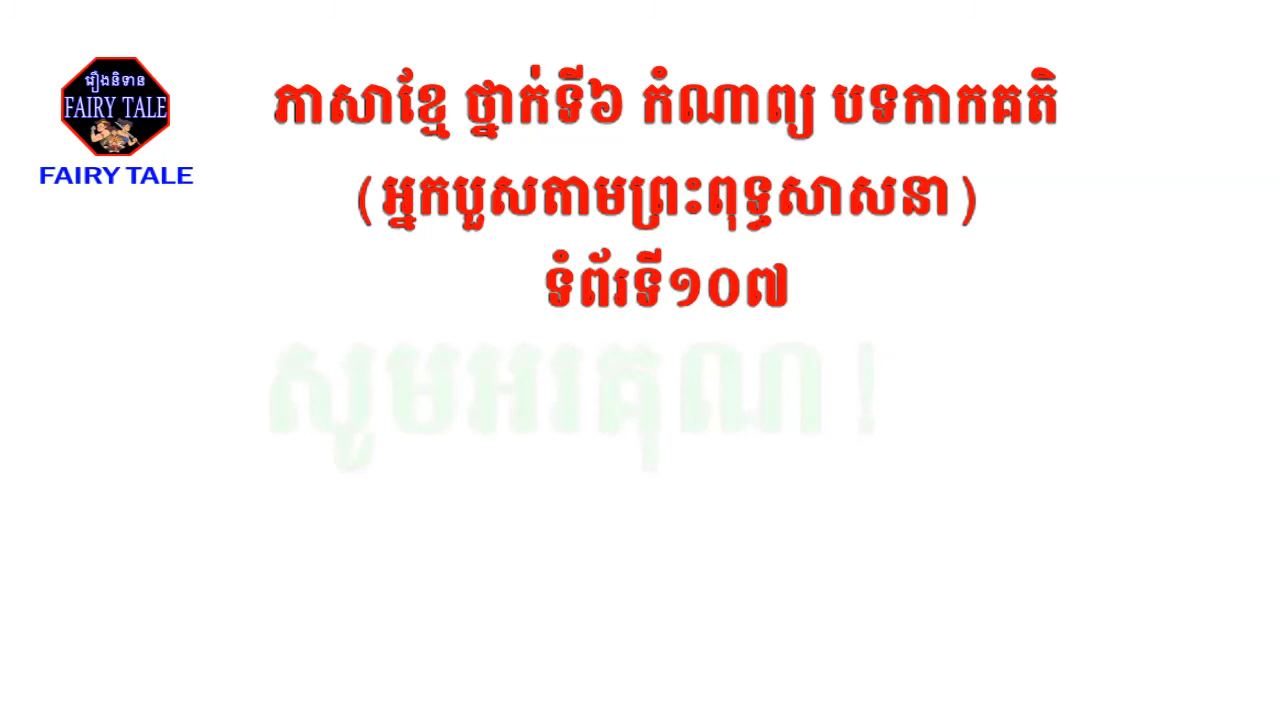 រឿងនិទាន
FAIRY TALE
FAIRY TALE
ភាសាខ្មែ ថ្នាក់ទី៦ កំណាព្យ បទកាកគតិ
(អ្នកបួសតាមព្រះពុទ្ធសាសនា)
ទំព័រទី១០៧
សូមអរគុណ!